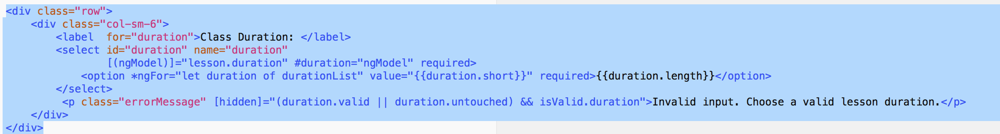 <div class="row">
    <div class="col-sm-6">
        <label  for="duration">Class Duration: </label>
        <select id="duration" name="duration"
                [(ngModel)]="lesson.duration" #duration="ngModel" required>
            <option *ngFor="let duration of durationList" value="{{duration.short}}" required>{{duration.length}}</option>
        </select>
         <p class="errorMessage" [hidden]="(duration.valid || duration.untouched) && isValid.duration">Invalid input. Choose a valid lesson duration.</p>
    </div>
</div>